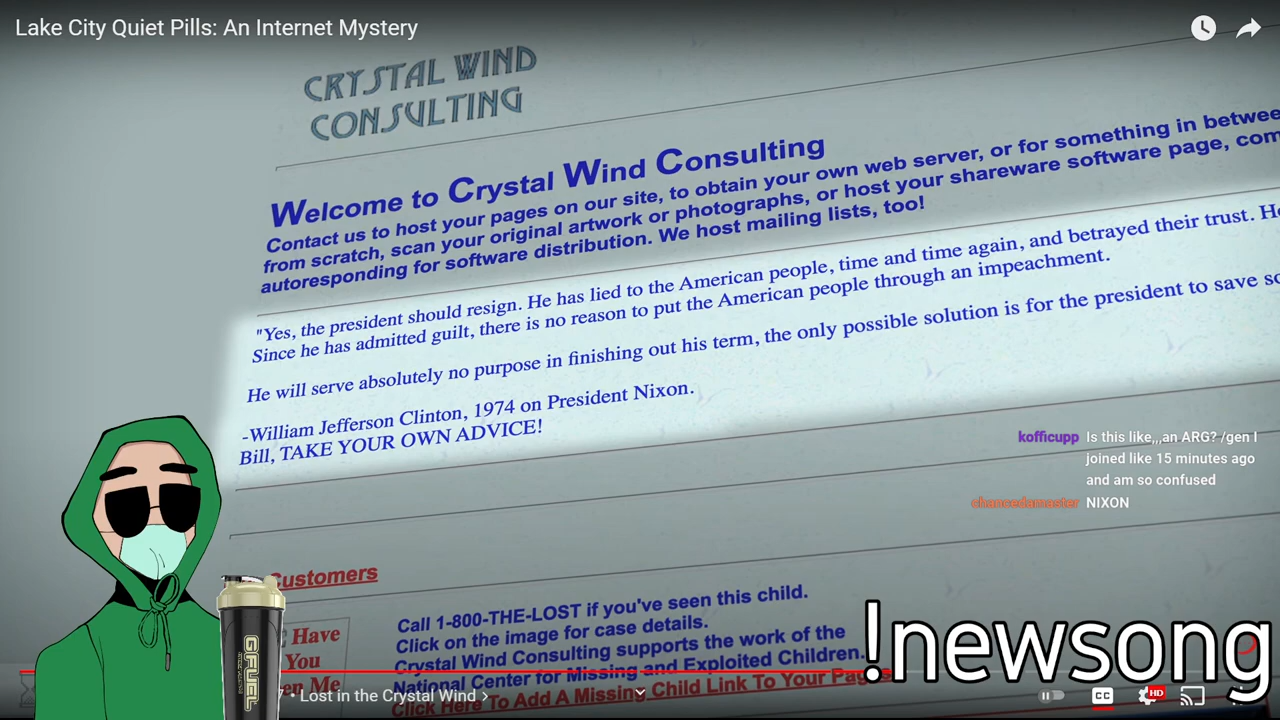 Lake City Quiet Pills: An Internet Mystery
CRYSTAL WIND
CONSULTING
Welcome to Crystal Wind Consulting
Contact us to host your pages on our site, to obtain your own web server, or for something in betwee
from scratch, scan your original artwork or photographs, or host your shareware software page, com
autoresponding for software distribution. We host mailing lists, too!
"Yes, the president should resign. He has lied to the American people, time and time again, and betrayed their trust. He
Since he has admitted guilt, there is no reason to put the American people through an impeachment.
He will serve absolutely no purpose in finishing out his term, the only possible solution is for the president to save so
-William Jefferson Clinton, 1974 on President Nixon.
Bill, TAKE YOUR OWN ADVICE!
kofficupp Is this like,,,an ARG? /gen I
joined like 15 minutes ago
and am so confused
chancedamaster NIXON
Customers
Have
You
en Me
Call 1-800-THE-LOST if you've seen this child.
Click on the image for case details.
Crystal Wind Consulting supports the work of the
National Center for Missing and Exploited Children.
Click Here To Add A Missing Child Link To Your Pages
!newsong
GFUEL
• Lost in the Crystal Wind >
CC
HD